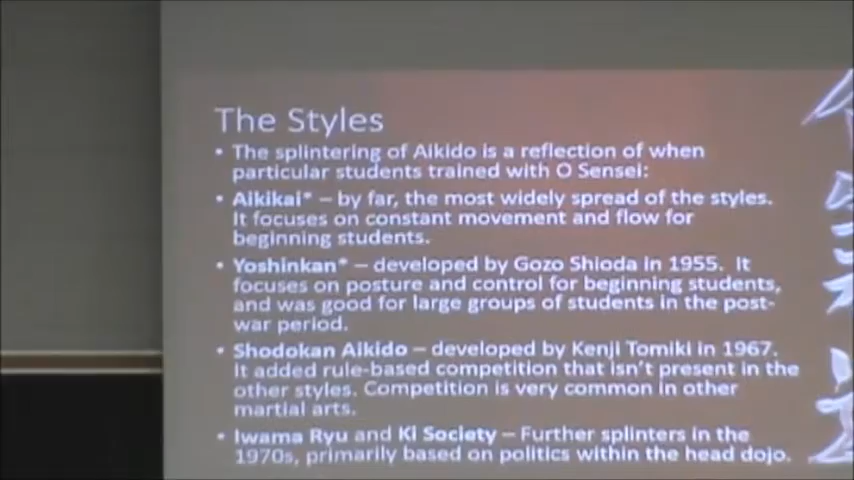 The Styles
• The splintering of Aikido is a reflection of when
particular students trained with O Sensei:
• Aikikai* – by far, the most widely spread of the styles.
It focuses on constant movement and flow for
beginning students.
• Yoshinkan* – developed by Gozo Shioda in 1955. It
focuses on posture and control for beginning students,
and was good for large groups of students in the post-
war period.
• Shodokan Aikido – developed by Kenji Tomiki in 1967.
It added rule-based competition that isn't present in the
other styles. Competition is very common in other
martial arts.
• Iwama Ryu and Ki Society – Further splinters in the
1970s, primarily based on politics within the head dojo.